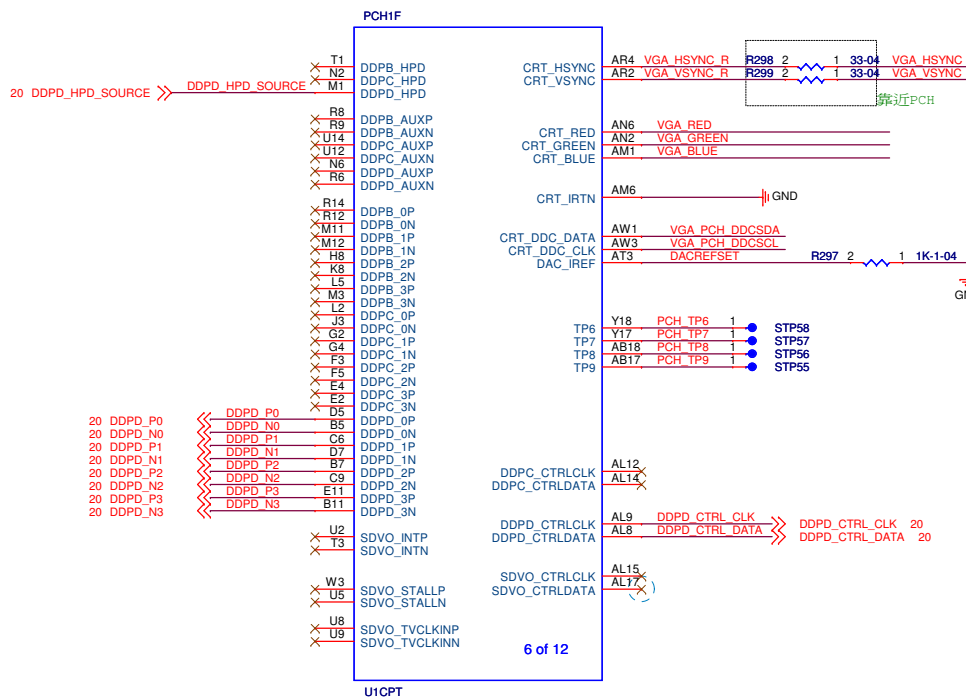 PCH1F
T1 DDPB_HPD
N2 DDPC_HPD
20 DDPD_HPD_SOURCE DDPD_HPD_SOURCE M1 DDPD_HPD
R8 DDPB_AUXP
R9 DDPB_AUXN
U14 DDPC_AUXP
U12 DDPC_AUXN
N6 DDPD_AUXP
R6 DDPD_AUXN
R14 DDPB_0P
R12 DDPB_0N
M11 DDPB_1P
M12 DDPB_1N
H8 DDPB_2P
K8 DDPB_2N
L5 DDPB_3P
M3 DDPB_3N
L2 DDPC_0P
J3 DDPC_0N
G2 DDPC_1P
G4 DDPC_1N
F3 DDPC_2P
F5 DDPC_2N
E4 DDPC_3P
E2 DDPC_3N
20 DDPD_P0 DDPD_P0 D5 DDPD_0P
20 DDPD_N0 DDPD_N0 B5 DDPD_0N
20 DDPD_P1 DDPD_P1 C6 DDPD_1P
20 DDPD_N1 DDPD_N1 D7 DDPD_1N
20 DDPD_P2 DDPD_P2 B7 DDPD_2P
20 DDPD_N2 DDPD_N2 C9 DDPD_2N
20 DDPD_P3 DDPD_P3 E11 DDPD_3P
20 DDPD_N3 DDPD_N3 B11 DDPD_3N
U2 SDVO_INTP
T3 SDVO_INTN
W3 SDVO_STALLP
U5 SDVO_STALLN
U8 SDVO_TVCLKINP
U9 SDVO_TVCLKINN
CRT_HSYNC AR4 VGA_HSYNC_R R298 2 1 33-04 VGA_HSYNC
CRT_VSYNC AR2 VGA_VSYNC_R R299 2 1 33-04 VGA_VSYNC
靠近PCH
CRT_RED AN6 VGA_RED
CRT_GREEN AN2 VGA_GREEN
CRT_BLUE AM1 VGA_BLUE
CRT_IRTN AM6 GND
CRT_DDC_DATA AW1 VGA_PCH_DDCSDA
CRT_DDC_CLK AW3 VGA_PCH_DDCSCL
DAC_IREF AT3 DACREFSET R297 2 1 1K-1-04
TP6 Y18 PCH_TP6 1 STP58
TP7 Y17 PCH_TP7 1 STP57
TP8 AB18 PCH_TP8 1 STP56
TP9 AB17 PCH_TP9 1 STP55
DDPC_CTRLCLK AL12
DDPC_CTRLDATA AL14
DDPD_CTRLCLK AL9 DDPD_CTRL_CLK DDPD_CTRL_CLK 20
DDPD_CTRLDATA AL8 DDPD_CTRL_DATA DDPD_CTRL_DATA 20
SDVO_CTRLCLK AL15
SDVO_CTRLDATA AL17
6 of 12
U1CPT